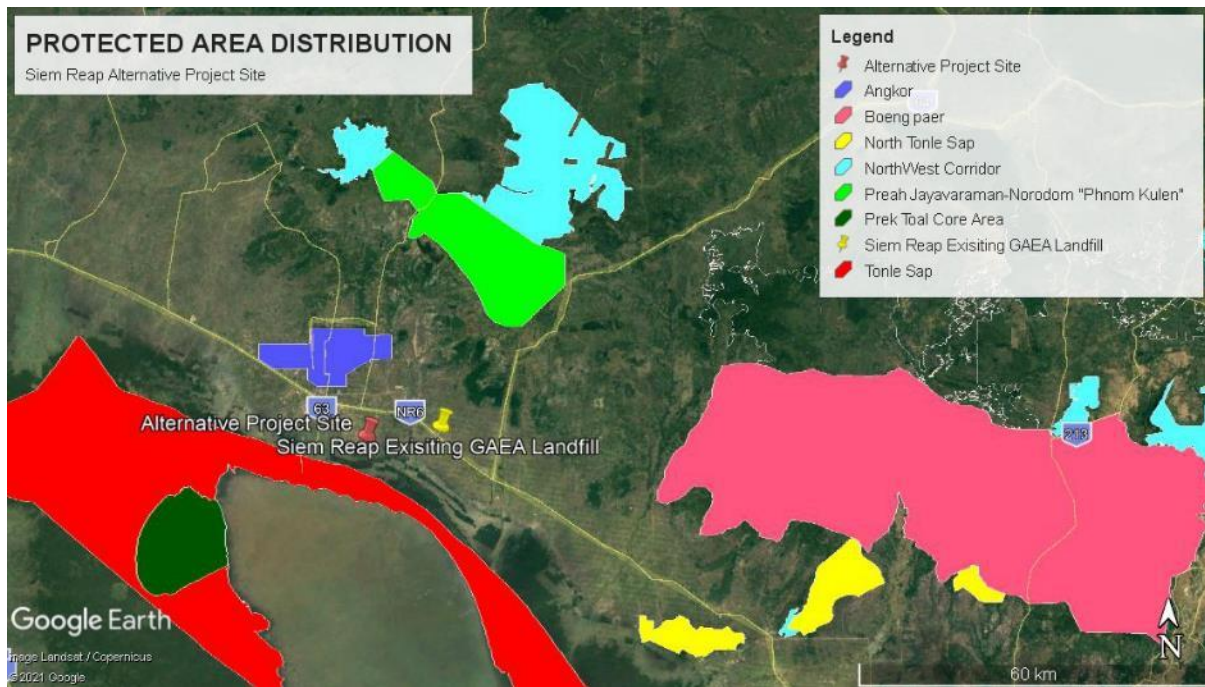 PROTECTED AREA DISTRIBUTION
Siem Reap Alternative Project Site
Legend
Alternative Project Site
Angkor
Boeng paer
North Tonle Sap
NorthWest Corridor
Preah Jayavaraman-Norodom "Phnom Kulen"
Prek Toal Core Area
Siem Reap Exisiting GAEA Landfill
Tonle Sap
63
NR6
Alternative Project Site
Siem Reap Exisiting GAEA Landfill
213
Google Earth
mage Landsat / Copernicus
©2021 Google
N
60 km